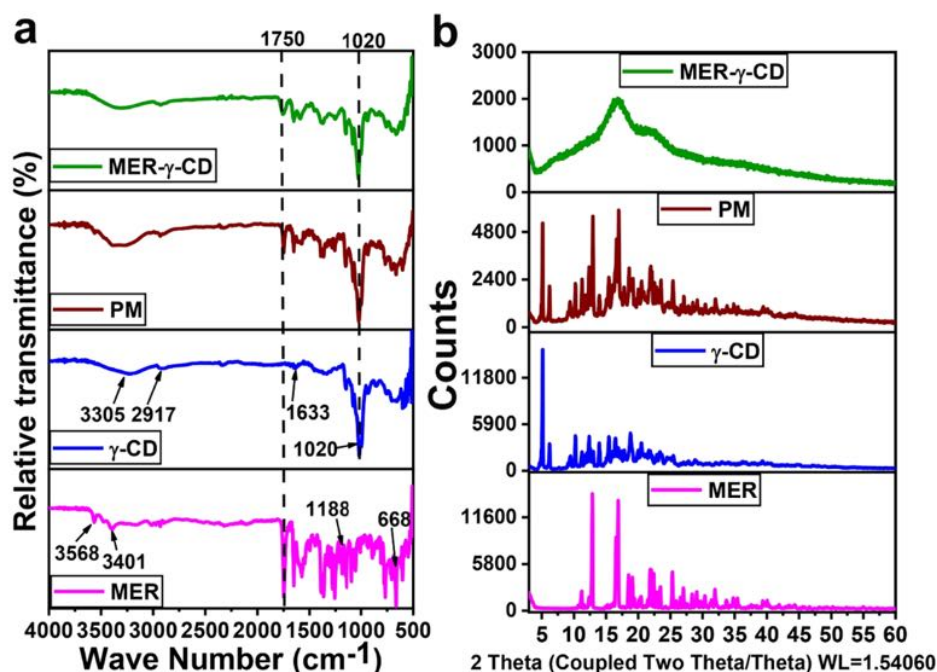 a
1750
1020
MER-γ-CD
PM
3305
2917
1633
1020
γ-CD
3568
3401
1188
668
MER
4000 3500 3000 2500 2000 1500 1000 500
Wave Number (cm⁻¹)
Relative transmittance (%)
b
3000
2000
1000
0
MER-γ-CD
4800
2400
0
PM
11800
5900
0
γ-CD
11600
5800
0
MER
5 10 15 20 25 30 35 40 45 50 55 60
2 Theta (Coupled Two Theta/Theta) WL=1.54060
Counts